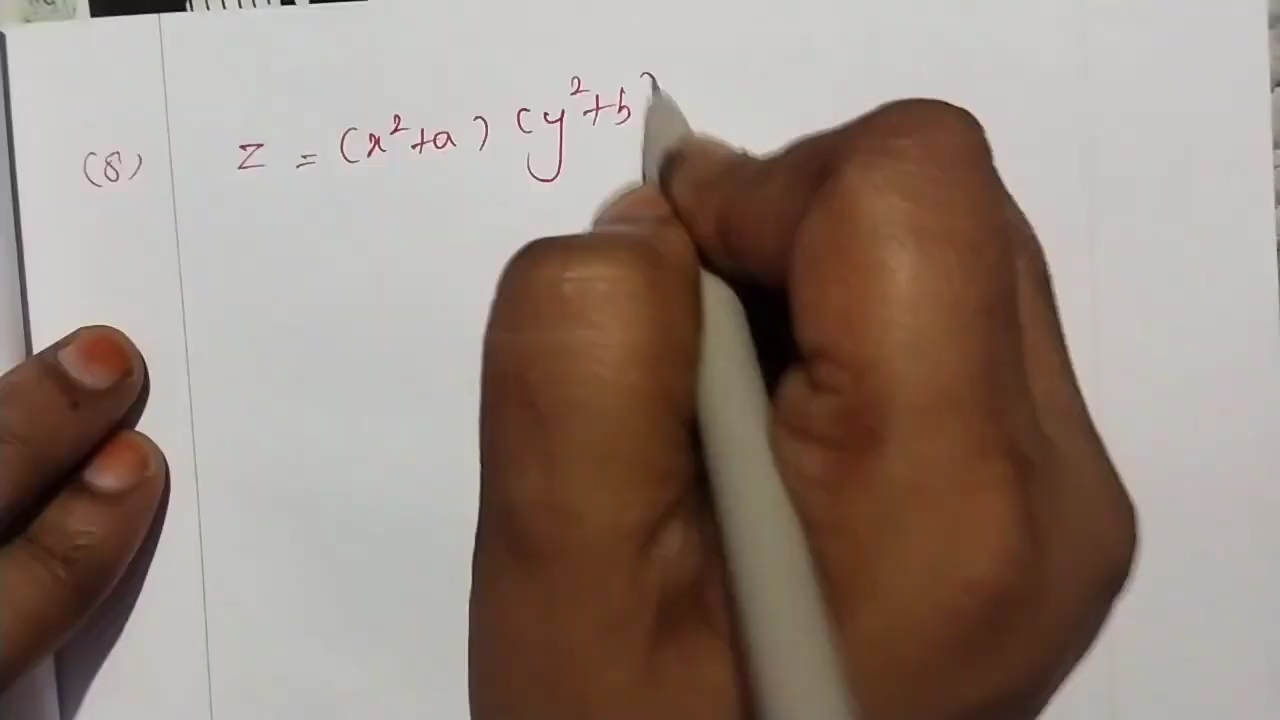 (8) z = (x²+a) (y²+b)